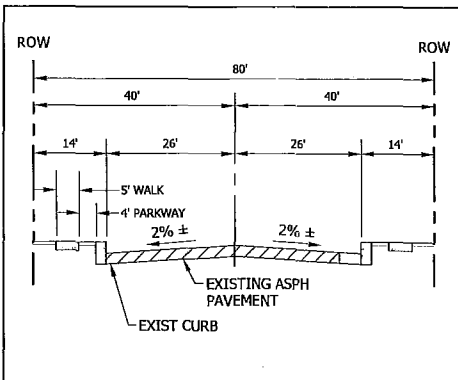 ROW
ROW
80'
40'
40'
14'
26'
26'
14'
5' WALK
4' PARKWAY
2% ±
2% ±
EXISTING ASPH
PAVEMENT
EXIST CURB